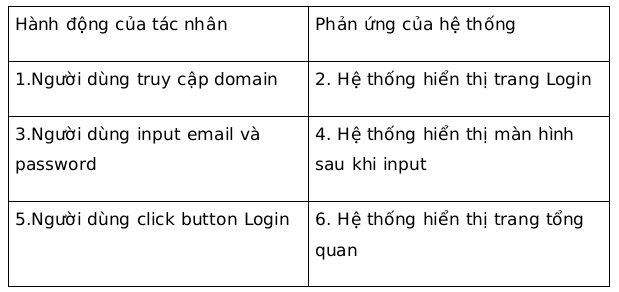 Hành động của tác nhân
Phản ứng của hệ thống
1.Người dùng truy cập domain
2. Hệ thống hiển thị trang Login
3.Người dùng input email và
password
4. Hệ thống hiển thị màn hình
sau khi input
5.Người dùng click button Login
6. Hệ thống hiển thị trang tổng
quan